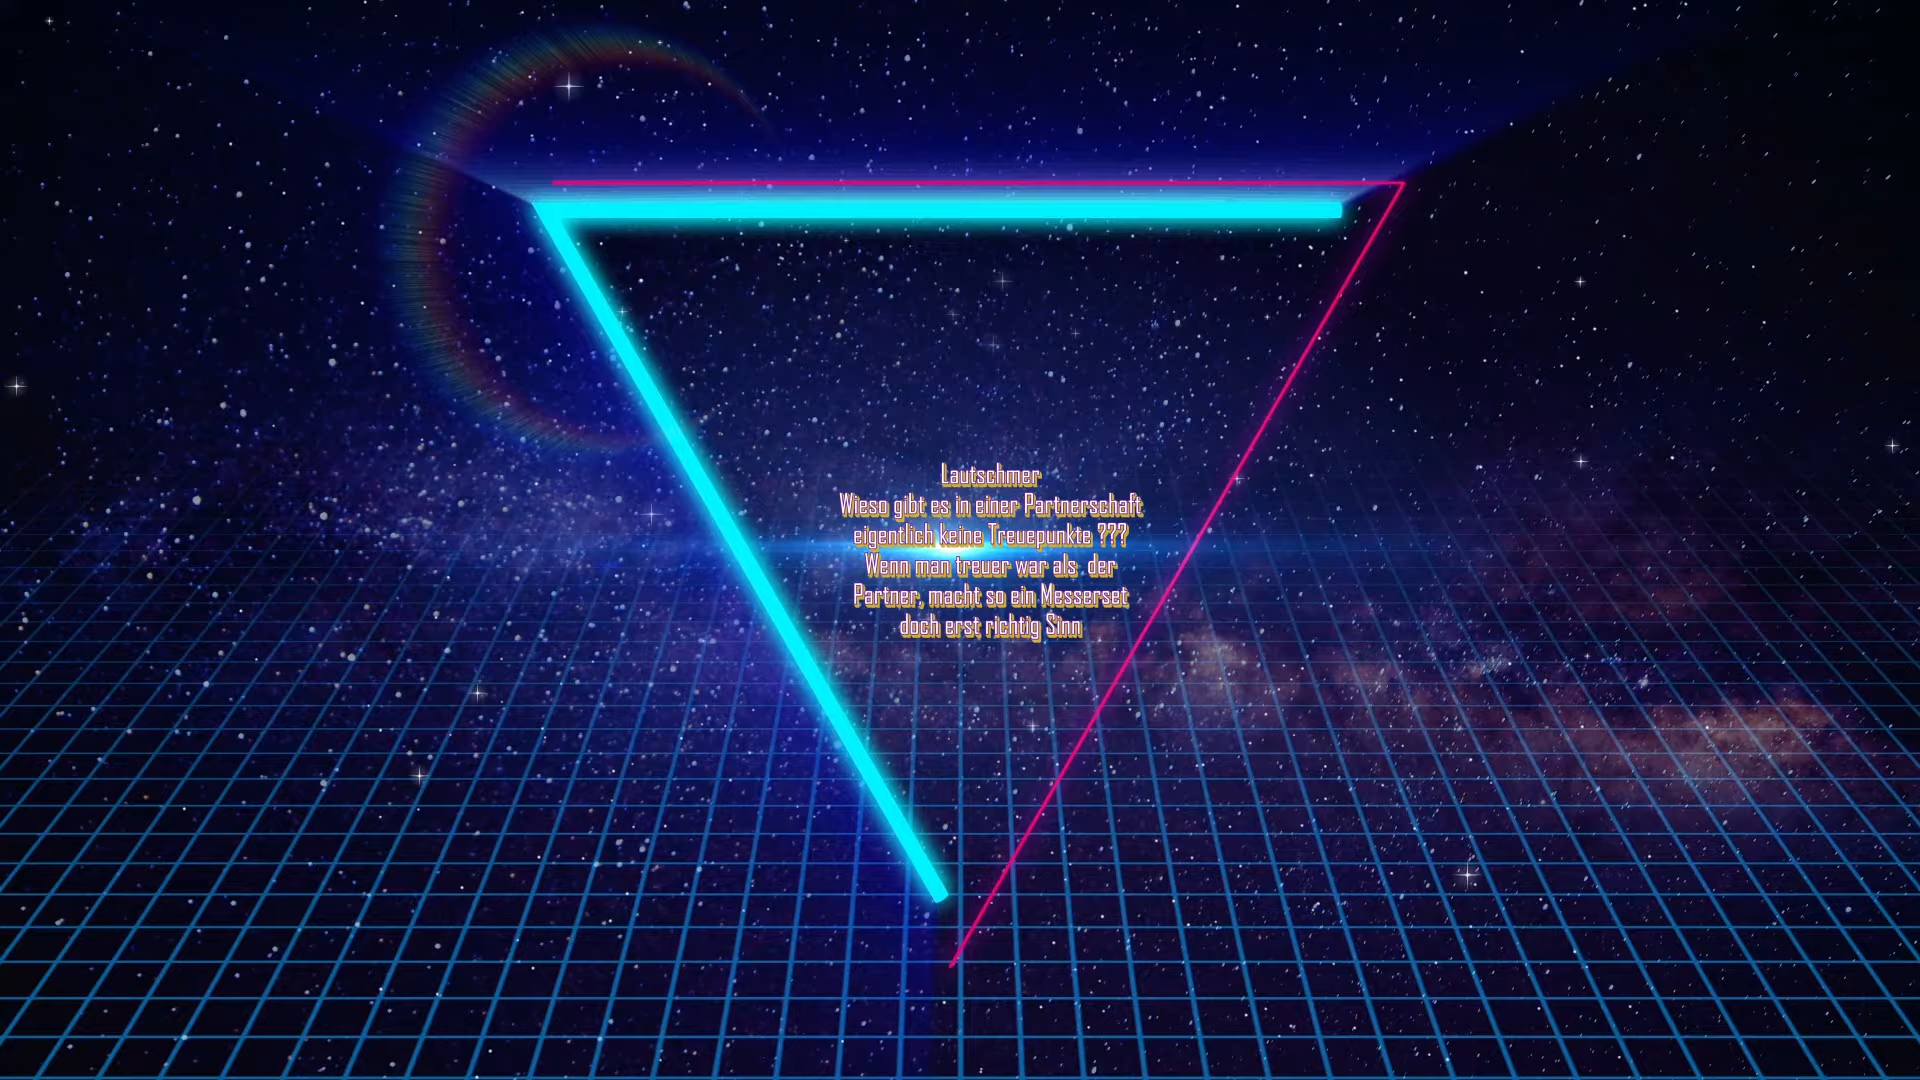 Lautschmer
Wieso gibt es in einer Partnerschaft
eigentlich keine Treuepunkte ???
Wenn man treuer war als  der
Partner, macht so ein Messerset
doch erst richtig Sinn